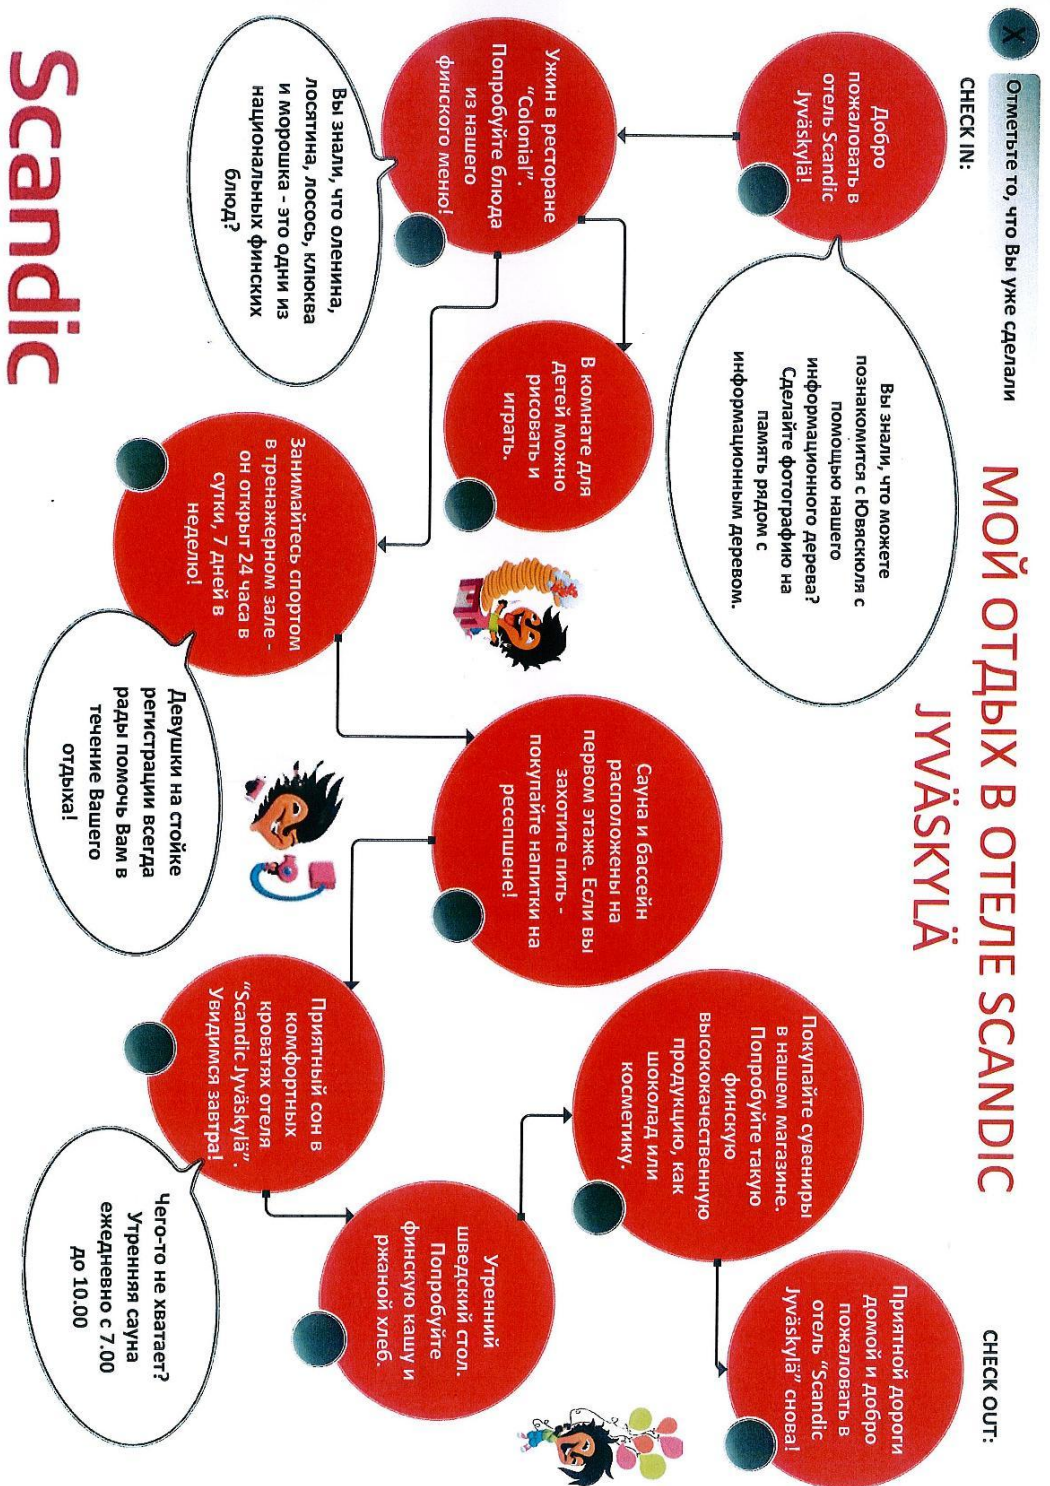 X
Отметьте то, что Вы уже сделали
МОЙ ОТДЫХ В ОТЕЛЕ SCANDIC
JYVÄSKYLÄ
CHECK IN:
CHECK OUT:
Добро
пожаловать в
отель Scandic
Jyväskylä!
Вы знали, что можете
познакомится с Ювяскюля с
помощью нашего
информационного дерева?
Сделайте фотографию на
память рядом с
информационным деревом.
Ужин в ресторане
“Colonial”.
Попробуйте блюда
из нашего
финского меню!
Вы знали, что оленина,
лосятина, лосось, клюква
и морошка - это одни из
национальных финских
блюд?
В комнате для
детей можно
рисовать и
играть.
Занимайтесь спортом
в тренажерном зале -
он открыт 24 часа в
сутки, 7 дней в
неделю!
Девушки на стойке
регистрации всегда
рады помочь Вам в
течение Вашего
отдыха!
Сауна и бассейн
расположены на
первом этаже. Если вы
захотите пить -
покупайте напитки на
ресепшене!
Приятный сон в
комфортных
кроватях отеля
“Scandic Jyväskylä”.
Увидимся завтра!
Чего-то не хватает?
Утренняя сауна
ежедневно с 7.00
до 10.00
Утренний
шведский стол.
Попробуйте
финскую кашу и
ржаной хлеб.
Покупайте сувениры
в нашем магазине.
Попробуйте такую
финскую
высококачественную
продукцию, как
шоколад или
косметику.
Приятной дороги
домой и добро
пожаловать в
отель “Scandic
Jyväskylä” снова!
Scandic